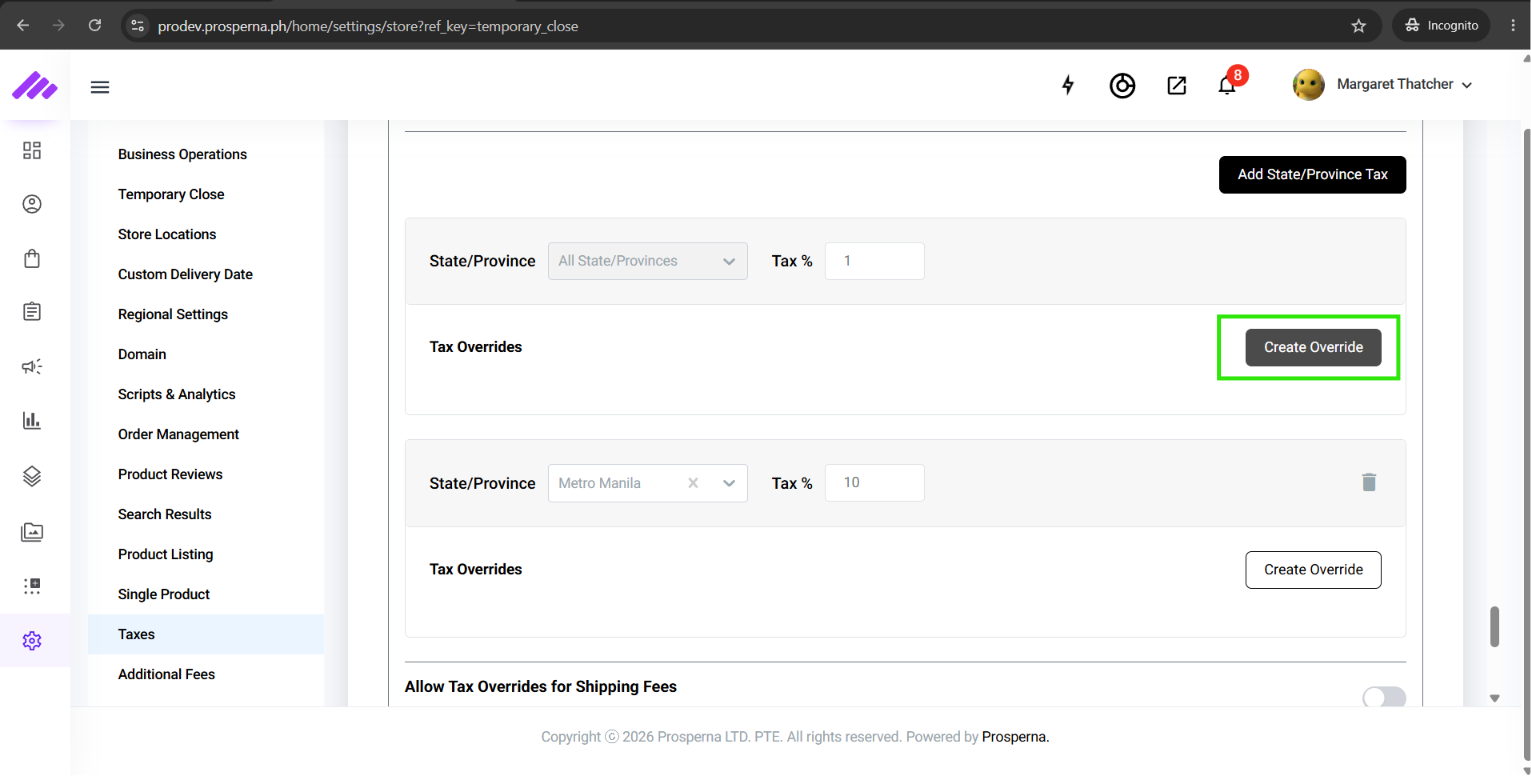 prodev.prosperna.ph/home/settings/store?ref_key=temporary_close
Incognito
8
Margaret Thatcher
Business Operations
Temporary Close
Store Locations
Custom Delivery Date
Regional Settings
Domain
Scripts & Analytics
Order Management
Product Reviews
Search Results
Product Listing
Single Product
Taxes
Additional Fees
Add State/Province Tax
State/Province All State/Provinces Tax % 1
Tax Overrides Create Override
State/Province Metro Manila Tax % 10
Tax Overrides Create Override
Allow Tax Overrides for Shipping Fees
Copyright ⓒ 2026 Prosperna LTD. PTE. All rights reserved. Powered by Prosperna.